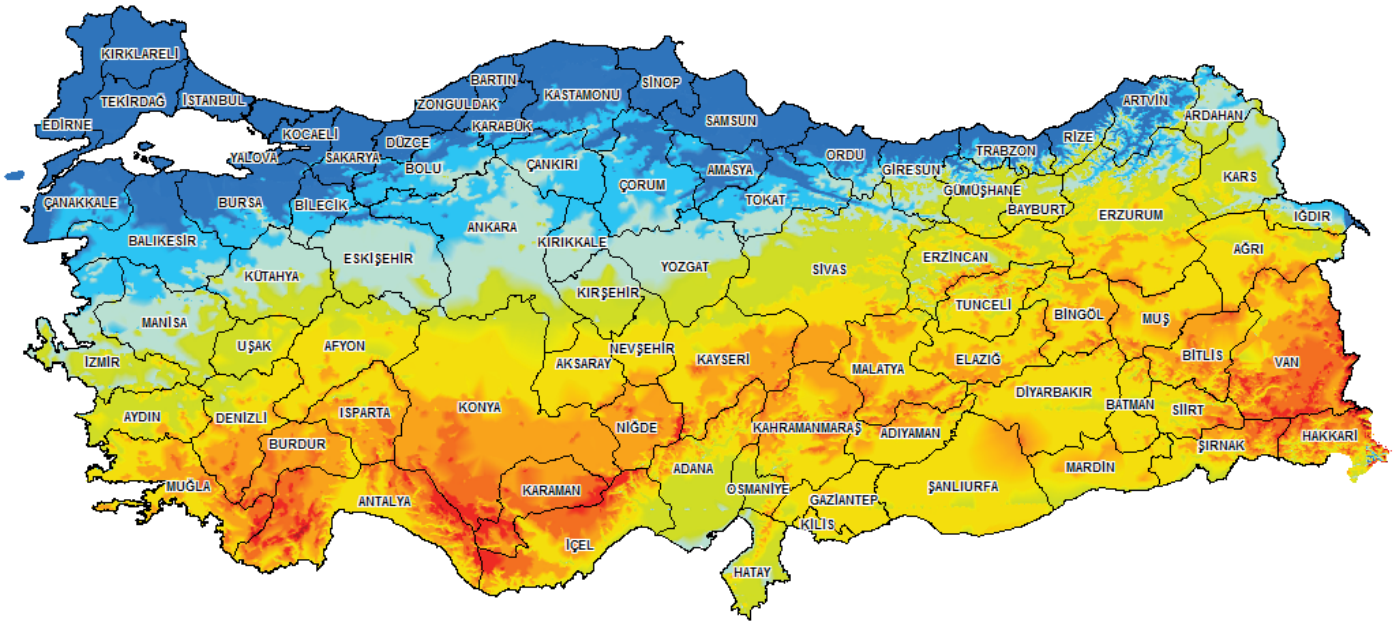 KIRKLARELİ
TEKİRDAĞ
İSTANBUL
EDİRNE
KOCAELİ
YALOVA
SAKARYA
DÜZCE
ZONGULDAK
BARTIN
KARABÜK
KASTAMONU
SİNOP
SAMSUN
BOLU
ÇANKIRI
ÇORUM
AMASYA
TOKAT
ORDU
GİRESUN
TRABZON
RİZE
ARTVİN
ARDAHAN
KARS
GÜMÜŞHANE
BAYBURT
ERZURUM
IĞDIR
AĞRI
ÇANAKKALE
BURSA
BİLECİK
BALIKESİR
KÜTAHYA
ESKİŞEHİR
ANKARA
KIRIKKALE
YOZGAT
KIRŞEHİR
SİVAS
ERZİNCAN
TUNCELİ
BİNGÖL
MUŞ
BİTLİS
VAN
MANİSA
İZMİR
UŞAK
AFYON
AKSARAY
NEVŞEHİR
KAYSERİ
MALATYA
ELAZIĞ
DİYARBAKIR
BATMAN
SİİRT
AYDIN
DENİZLİ
ISPARTA
BURDUR
KONYA
NİĞDE
KAHRAMANMARAŞ
ADIYAMAN
MARDİN
ŞIRNAK
HAKKARİ
MUĞLA
ANTALYA
KARAMAN
İÇEL
ADANA
OSMANİYE
GAZİANTEP
KİLİS
ŞANLIURFA
HATAY